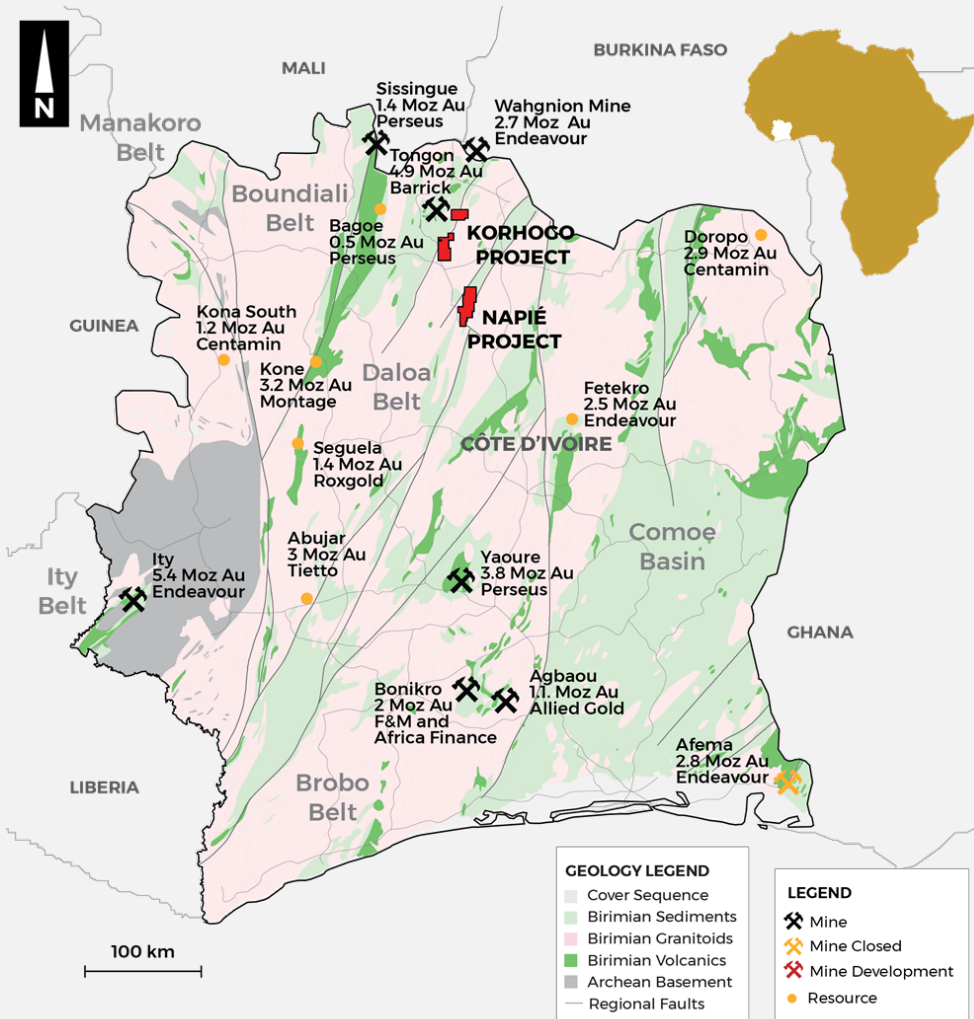 N
MALI
BURKINA FASO
Manakoro
Belt
Sissingue
1.4 Moz Au
Perseus
Wahgnion Mine
2.7 Moz Au
Endeavour
Tongon
4.9 Moz Au
Barrick
Boundiali
Belt
Bagoe
0.5 Moz Au
Perseus
KORHOGO
PROJECT
Doropo
2.9 Moz Au
Centamin
NAPIÉ
PROJECT
GUINEA
Kona South
1.2 Moz Au
Centamin
Kone
3.2 Moz Au
Montage
Daloa
Belt
Fetekro
2.5 Moz Au
Endeavour
CÔTE D'IVOIRE
Seguela
1.4 Moz Au
Roxgold
Comoe
Basin
Abujar
3 Moz Au
Tietto
Ity
5.4 Moz Au
Endeavour
Ity
Belt
Yaoure
3.8 Moz Au
Perseus
GHANA
Bonikro
2 Moz Au
F&M and
Africa Finance
Agbaou
1.1. Moz Au
Allied Gold
Afema
2.8 Moz Au
Endeavour
LIBERIA
Brobo
Belt
100 km
GEOLOGY LEGEND
Cover Sequence
Birimian Sediments
Birimian Granitoids
Birimian Volcanics
Archean Basement
Regional Faults
LEGEND
Mine
Mine Closed
Mine Development
Resource